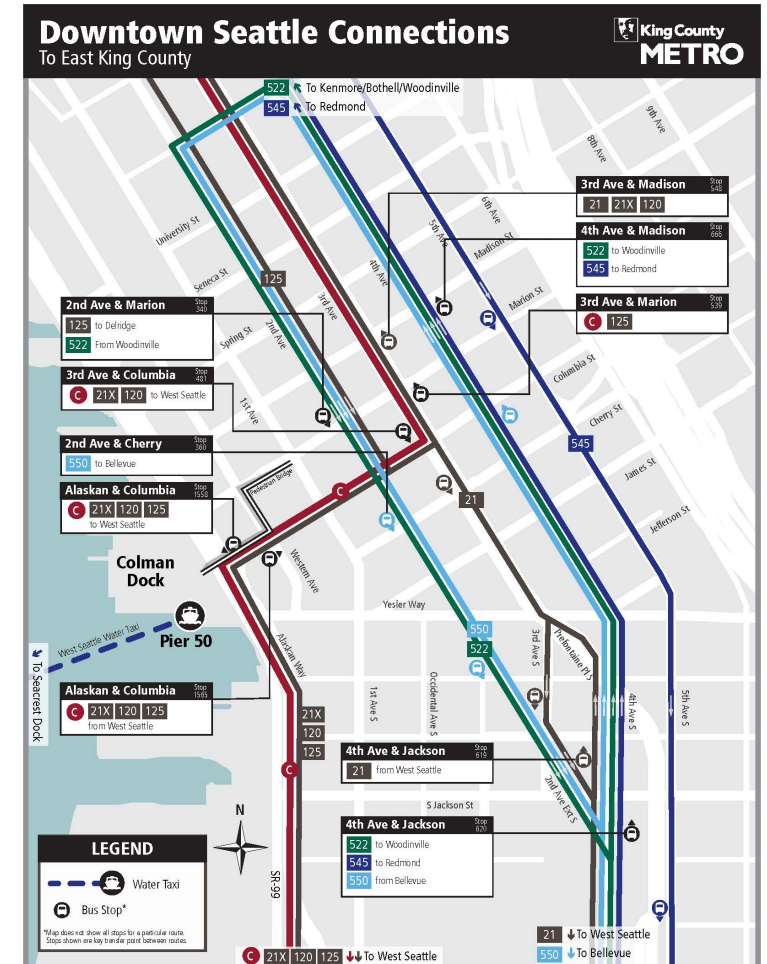 Downtown Seattle Connections
To East King County
King County
METRO
522 To Kenmore/Bothell/Woodinville
545 To Redmond
9th Ave
8th Ave
6th Ave
5th Ave
4th Ave
3rd Ave
2nd Ave
1st Ave
University St
Seneca St
Spring St
Madison St
Marion St
Columbia St
Cherry St
James St
Jefferson St
3rd Ave & Madison Stop 548
21 21X 120
4th Ave & Madison Stop 666
522 to Woodinville
545 to Redmond
3rd Ave & Marion Stop 539
C 125
125
2nd Ave & Marion Stop 340
125 to Delridge
522 From Woodinville
3rd Ave & Columbia Stop 481
C 21X 120 to West Seattle
2nd Ave & Cherry Stop 360
550 to Bellevue
Alaskan & Columbia Stop 1558
C 21X 120 125
to West Seattle
Pedestrian Bridge
545
C
21
Colman
Dock
Western Ave
Yesler Way
West Seattle Water Taxi
Pier 50
To Seacrest Dock
Alaskan Way
550
522
3rd Ave S
Prefontaine Pl S
1st Ave S
Occidental Ave S
4th Ave S
5th Ave S
Alaskan & Columbia Stop 1565
C 21X 120 125
from West Seattle
21X
120
125
C
4th Ave & Jackson Stop 619
21 from West Seattle
2nd Ave Ext S
S Jackson St
4th Ave & Jackson Stop 620
522 to Woodinville
545 to Redmond
550 from Bellevue
N
SR-99
LEGEND
Water Taxi
Bus Stop*
*Map does not show all stops for a particular route.
Stops shown are key transfer point between routes.
C 21X 120 125 To West Seattle
21 To West Seattle
550 To Bellevue